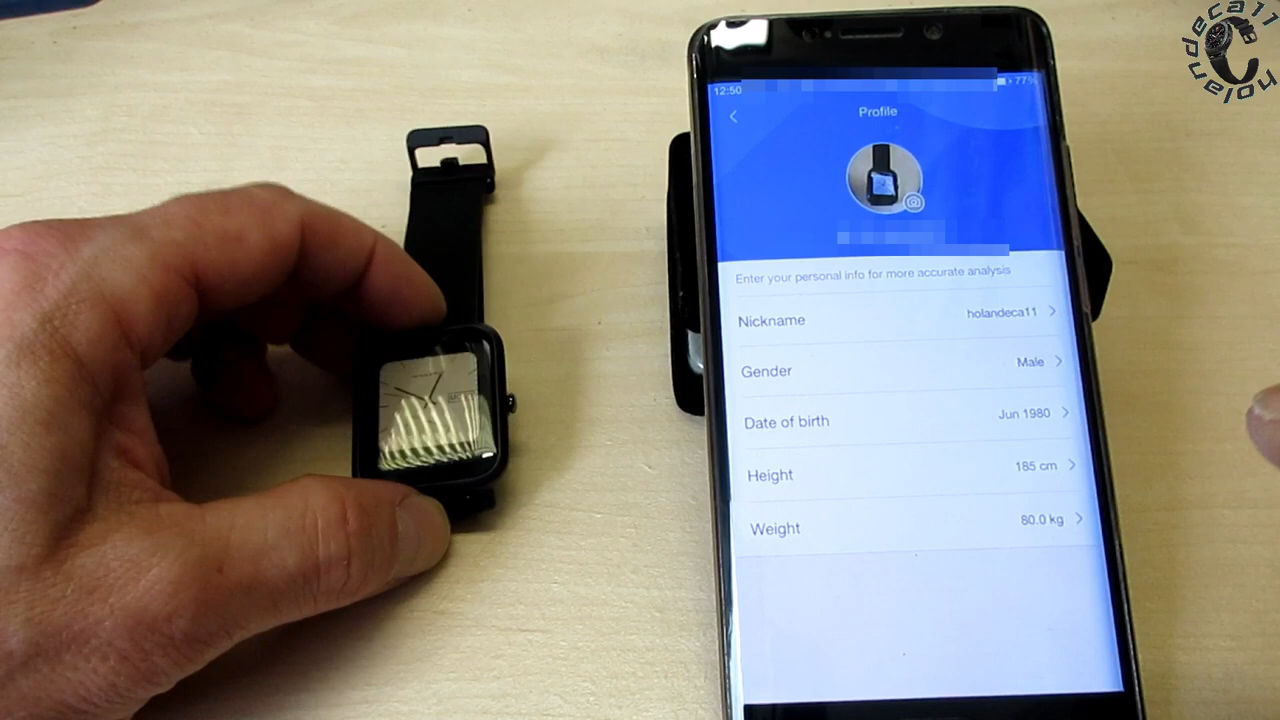 holandeca11
12:50 77%
Profile
Enter your personal info for more accurate analysis
Nickname holandeca11
Gender Male
Date of birth Jun 1980
Height 185 cm
Weight 80.0 kg